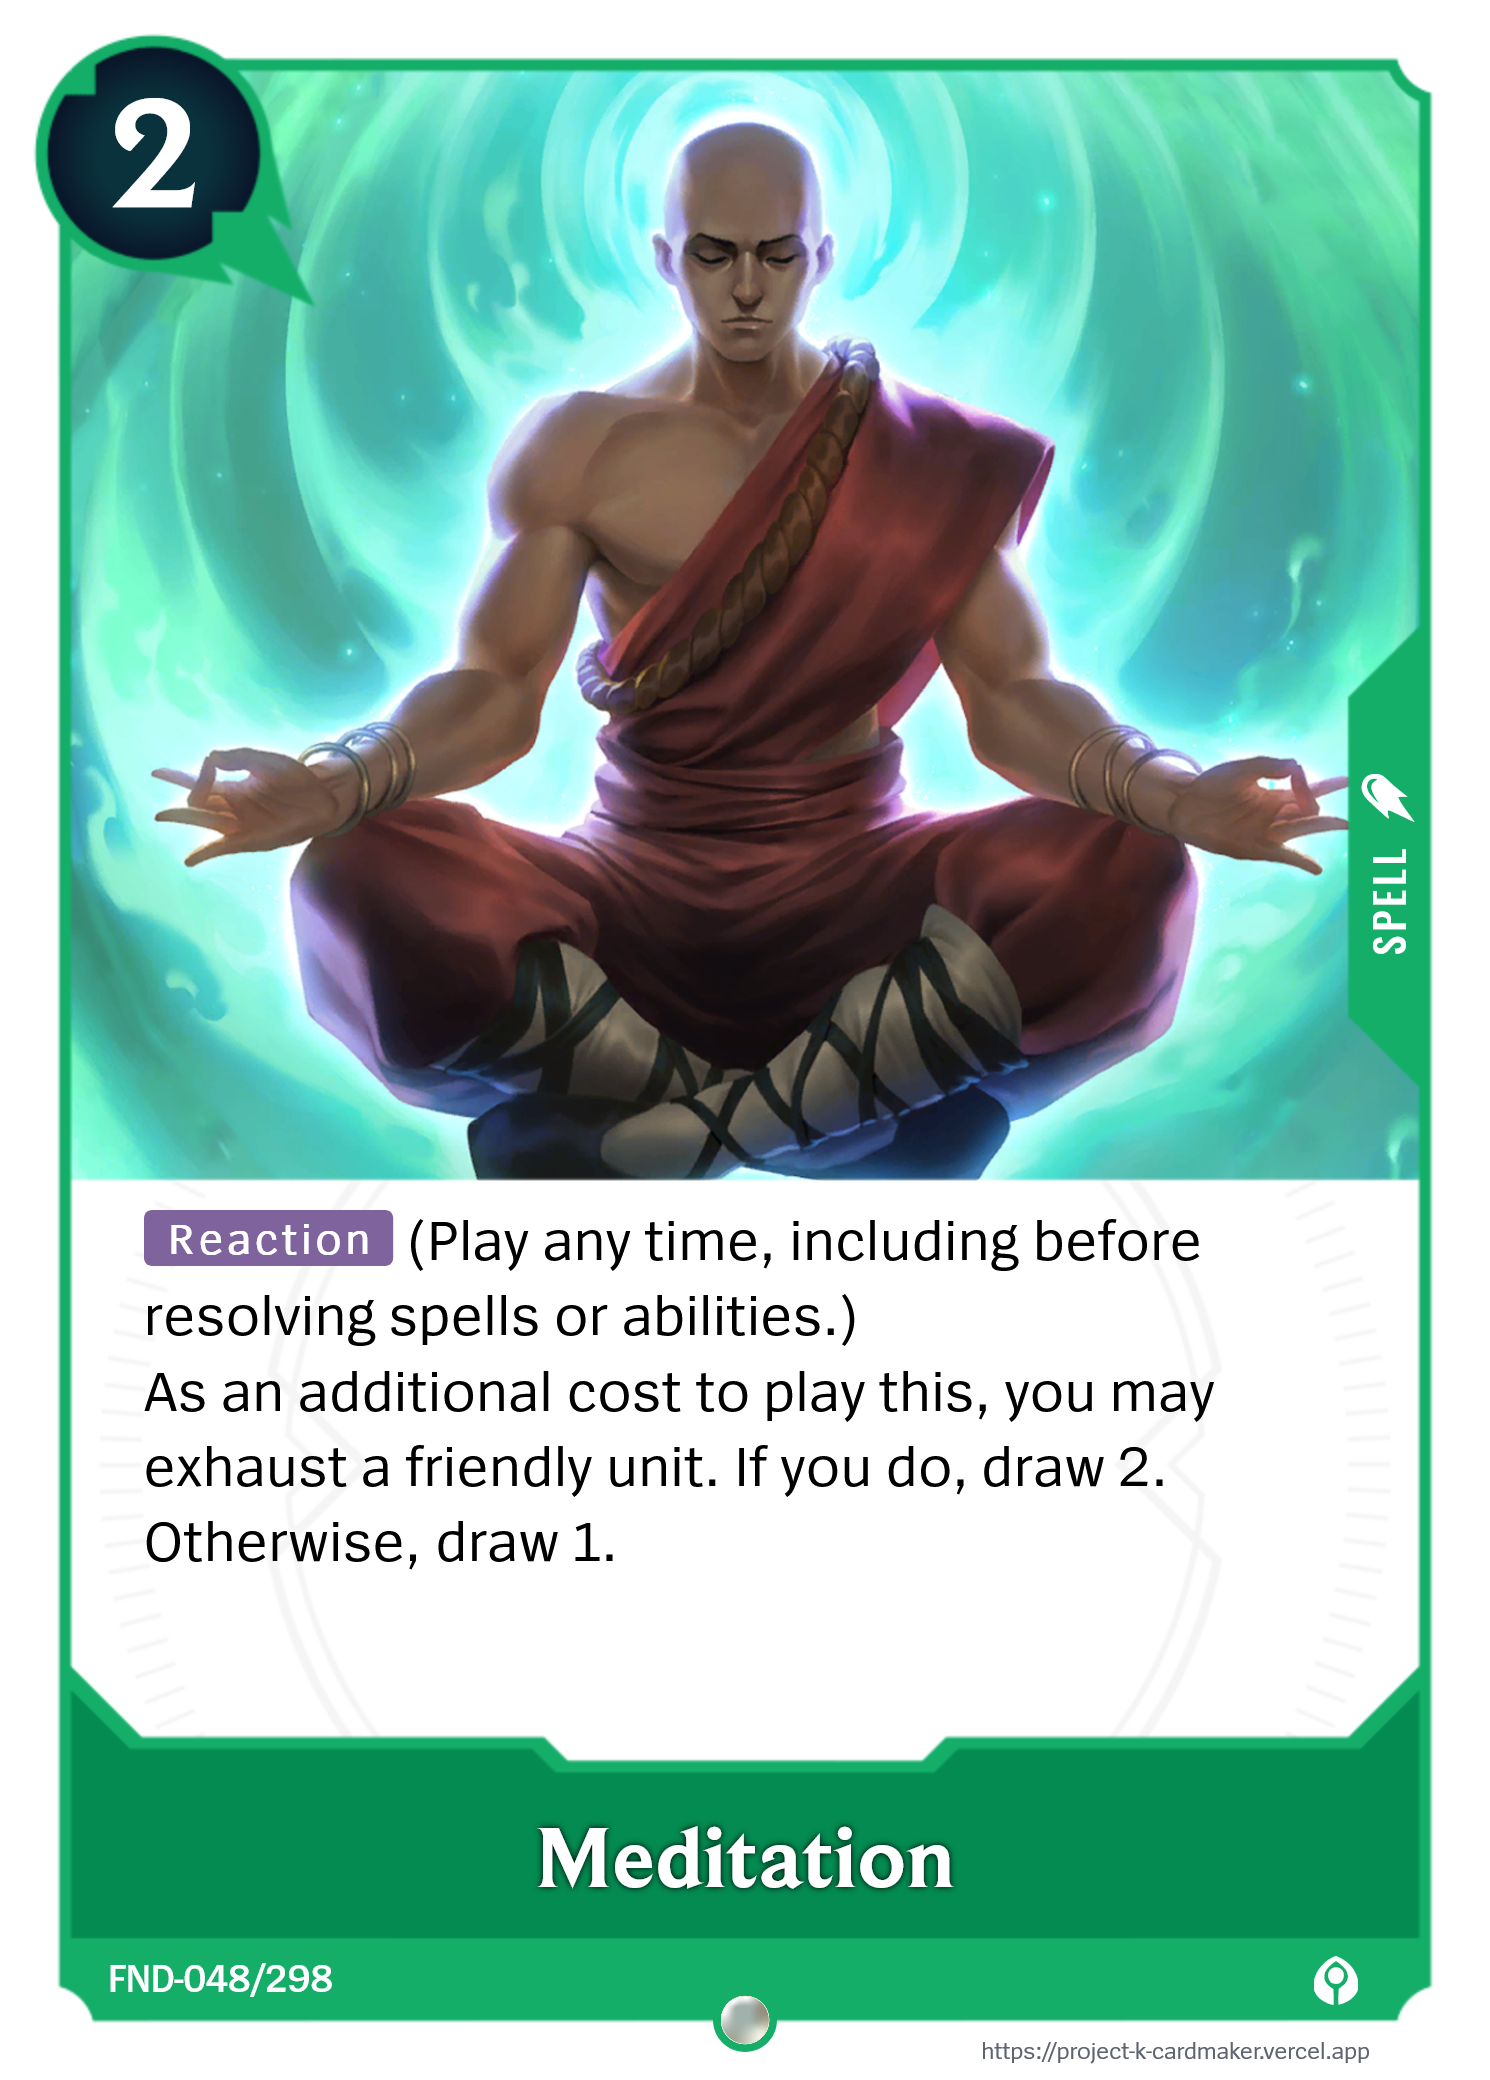 2
SPELL
Reaction (Play any time, including before
resolving spells or abilities.)
As an additional cost to play this, you may
exhaust a friendly unit. If you do, draw 2.
Otherwise, draw 1.
Meditation
FND-048/298
https://project-k-cardmaker.vercel.app